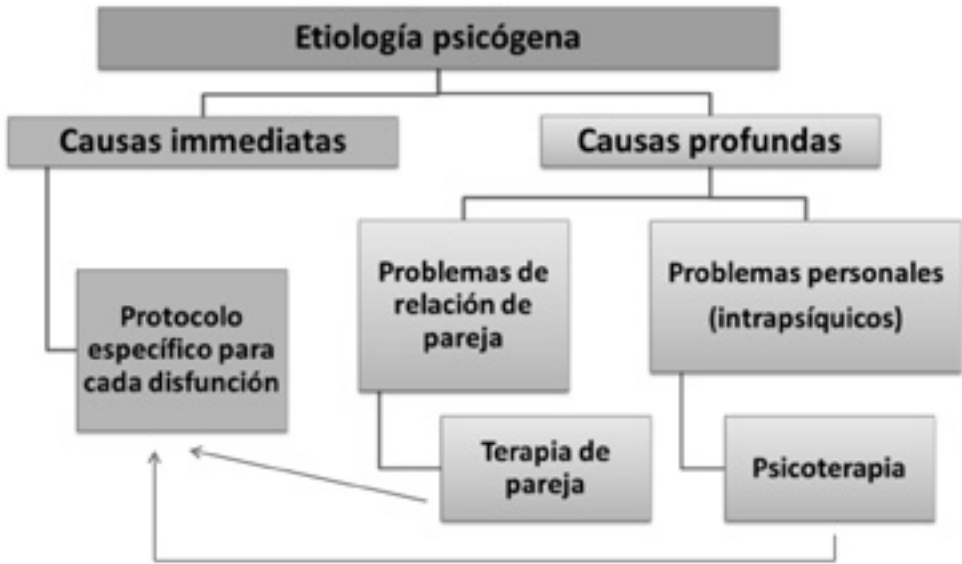 Etiología psicógena
Causas immediatas
Causas profundas
Protocolo
específico para
cada disfunción
Problemas de
relación de
pareja
Problemas personales
(intrapsíquicos)
Terapia de
pareja
Psicoterapia